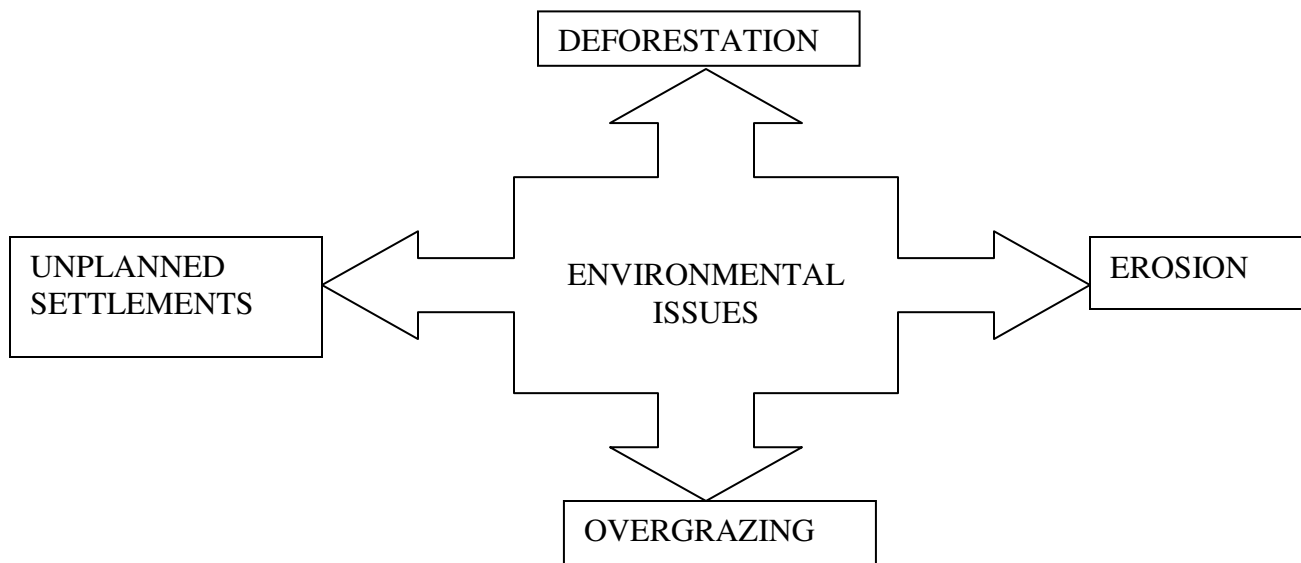 DEFORESTATION
UNPLANNED
SETTLEMENTS
ENVIRONMENTAL
ISSUES
EROSION
OVERGRAZING